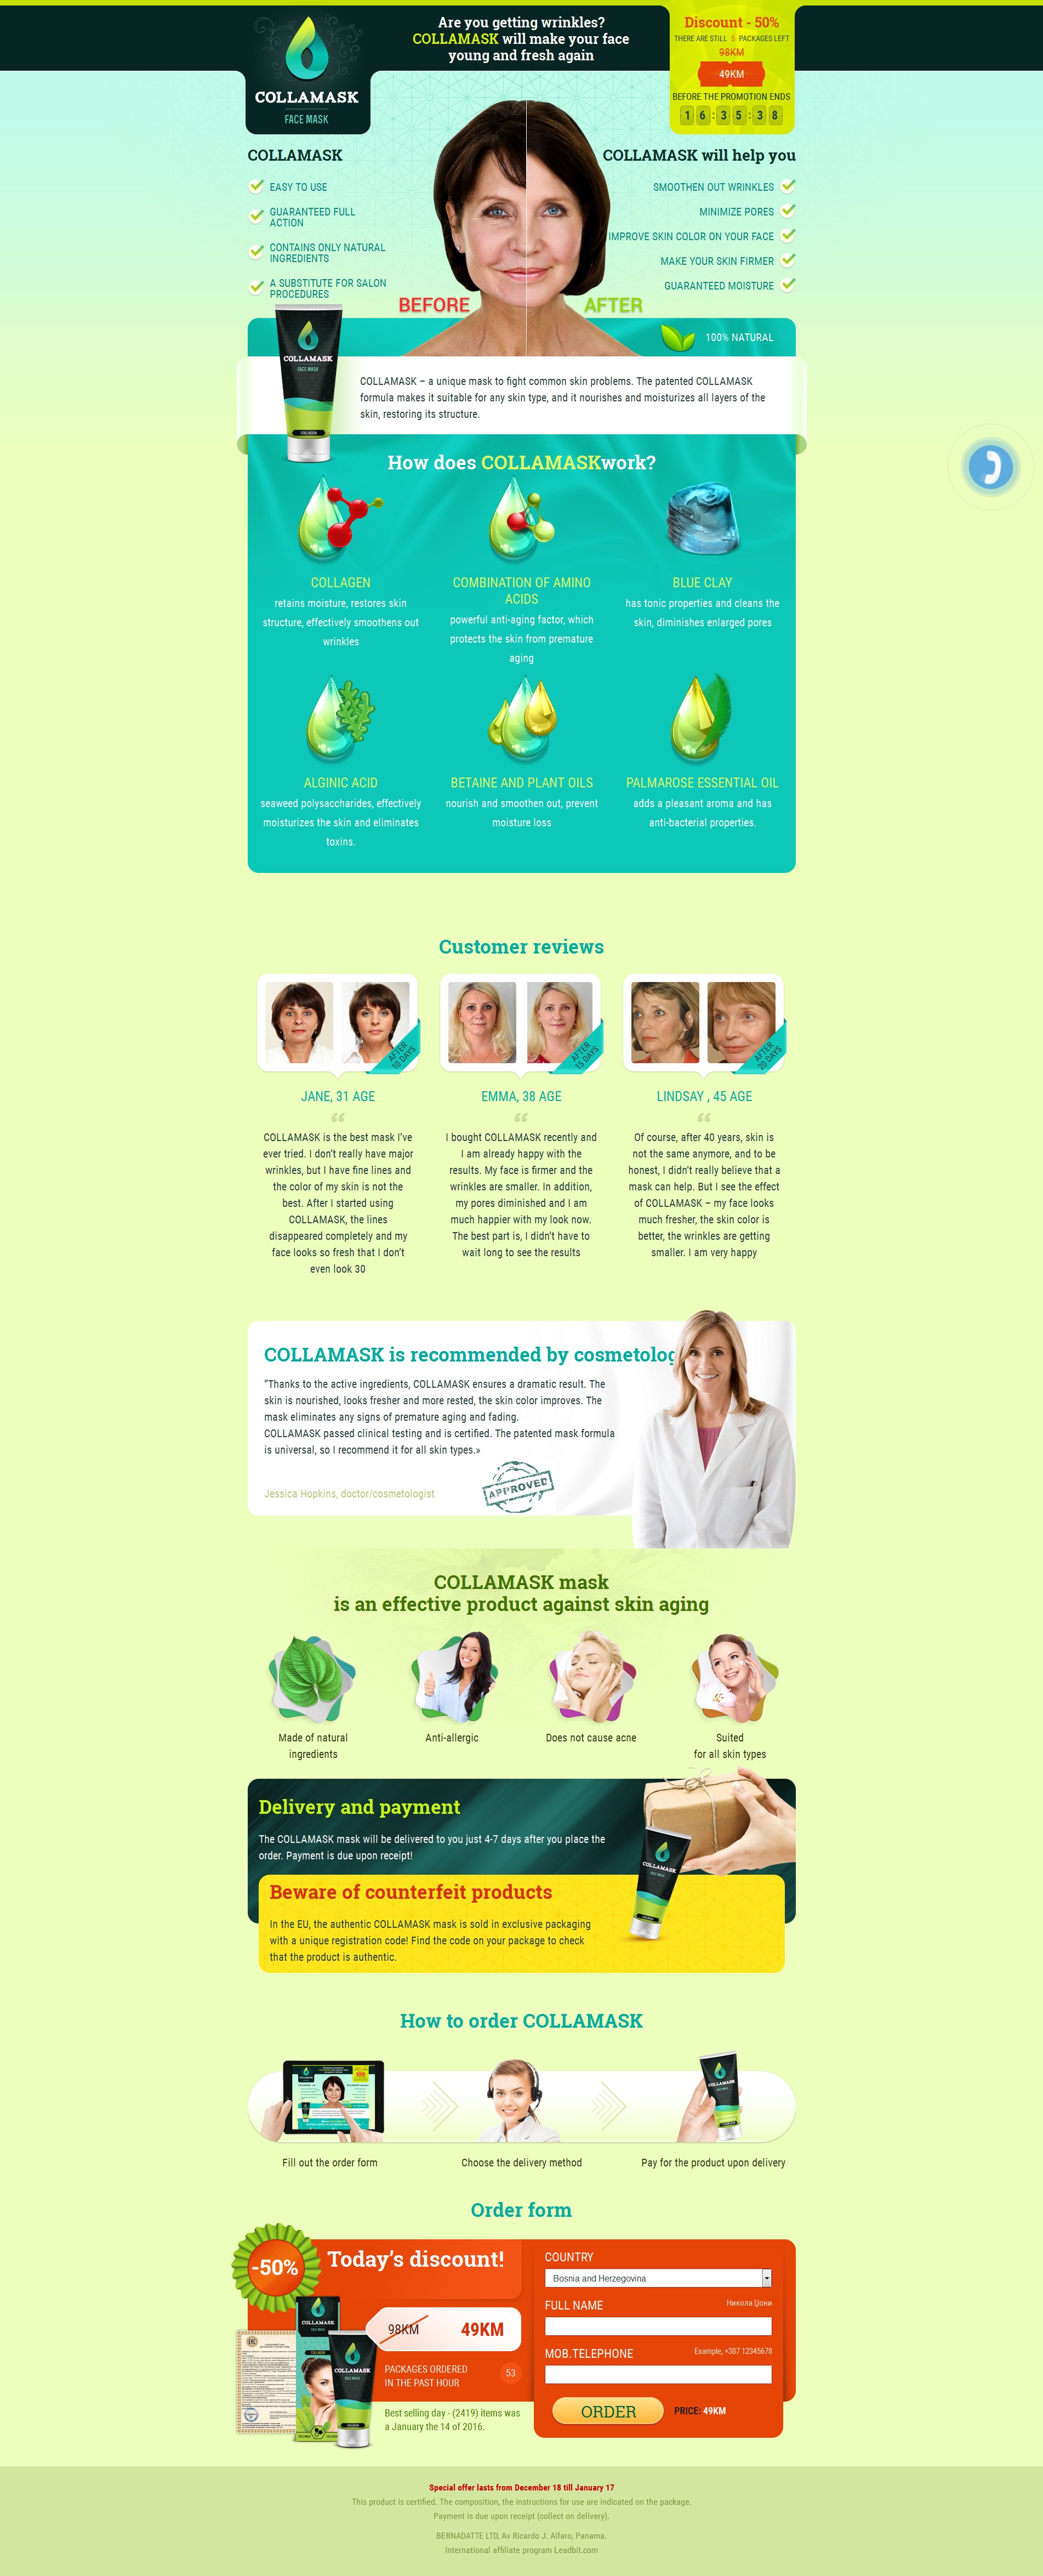 Are you getting wrinkles?
COLLAMASK will make your face
young and fresh again
COLLAMASK
FACE MASK
Discount - 50%
THERE ARE STILL 5 PACKAGES LEFT
98KM
49KM
BEFORE THE PROMOTION ENDS
16:35:38
COLLAMASK
EASY TO USE
GUARANTEED FULL
ACTION
CONTAINS ONLY NATURAL
INGREDIENTS
A SUBSTITUTE FOR SALON
PROCEDURES
COLLAMASK will help you
SMOOTHEN OUT WRINKLES
MINIMIZE PORES
IMPROVE SKIN COLOR ON YOUR FACE
MAKE YOUR SKIN FIRMER
GUARANTEED MOISTURE
BEFORE
AFTER
100% NATURAL
COLLAMASK
FACE MASK
COLLAGEN
COLLAMASK – a unique mask to fight common skin problems. The patented COLLAMASK
formula makes it suitable for any skin type, and it nourishes and moisturizes all layers of the
skin, restoring its structure.
How does COLLAMASKwork?
COLLAGEN
retains moisture, restores skin
structure, effectively smoothens out
wrinkles
COMBINATION OF AMINO
ACIDS
powerful anti-aging factor, which
protects the skin from premature
aging
BLUE CLAY
has tonic properties and cleans the
skin, diminishes enlarged pores
ALGINIC ACID
seaweed polysaccharides, effectively
moisturizes the skin and eliminates
toxins.
BETAINE AND PLANT OILS
nourish and smoothen out, prevent
moisture loss
PALMAROSE ESSENTIAL OIL
adds a pleasant aroma and has
anti-bacterial properties.
Customer reviews
AFTER
10 DAYS
AFTER
15 DAYS
AFTER
20 DAYS
JANE, 31 AGE
“
COLLAMASK is the best mask I’ve
ever tried. I don’t really have major
wrinkles, but I have fine lines and
the color of my skin is not the
best. After I started using
COLLAMASK, the lines
disappeared completely and my
face looks so fresh that I don’t
even look 30
EMMA, 38 AGE
“
I bought COLLAMASK recently and
I am already happy with the
results. My face is firmer and the
wrinkles are smaller. In addition,
my pores diminished and I am
much happier with my look now.
The best part is, I didn’t have to
wait long to see the results
LINDSAY , 45 AGE
“
Of course, after 40 years, skin is
not the same anymore, and to be
honest, I didn’t really believe that a
mask can help. But I see the effect
of COLLAMASK – my face looks
much fresher, the skin color is
better, the wrinkles are getting
smaller. I am very happy
COLLAMASK is recommended by cosmetolog
“Thanks to the active ingredients, COLLAMASK ensures a dramatic result. The
skin is nourished, looks fresher and more rested, the skin color improves. The
mask eliminates any signs of premature aging and fading.
COLLAMASK passed clinical testing and is certified. The patented mask formula
is universal, so I recommend it for all skin types.»
Jessica Hopkins, doctor/cosmetologist
APPROVED
COLLAMASK mask
is an effective product against skin aging
Made of natural
ingredients
Anti-allergic
Does not cause acne
Suited
for all skin types
Delivery and payment
The COLLAMASK mask will be delivered to you just 4-7 days after you place the
order. Payment is due upon receipt!
COLLAMASK
Beware of counterfeit products
In the EU, the authentic COLLAMASK mask is sold in exclusive packaging
with a unique registration code! Find the code on your package to check
that the product is authentic.
How to order COLLAMASK
COLLAMASK
Fill out the order form
Choose the delivery method
Pay for the product upon delivery
Order form
-50%
Today’s discount!
98KM
49KM
PACKAGES ORDERED
IN THE PAST HOUR
53
Best selling day - (2419) items was
a January the 14 of 2016.
COLLAMASK
COLLAMASK
COUNTRY
Bosnia and Herzegovina
FULL NAME
Никола Џони
MOB.TELEPHONE
Example, +387 12345678
ORDER
PRICE: 49KM
Special offer lasts from December 18 till January 17
This product is certified. The composition, the instructions for use are indicated on the package.
Payment is due upon receipt (collect on delivery).
BERNADATTE LTD, Av Ricardo J. Alfaro, Panama.
International affiliate program Leadbit.com